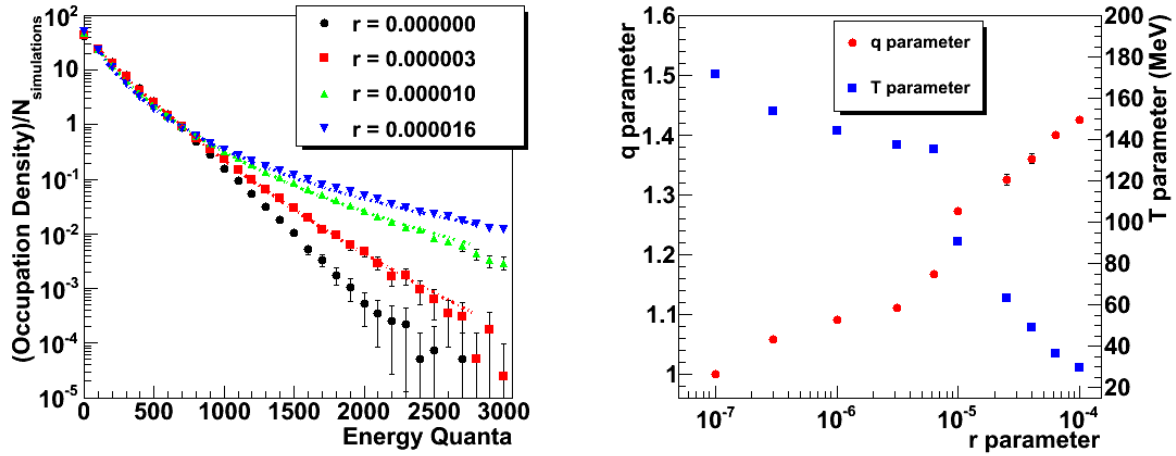 (Occupation Density)/N_simulations
10^2
10
1
10^-1
10^-2
10^-3
10^-4
10^-5
r = 0.000000
r = 0.000003
r = 0.000010
r = 0.000016
0 500 1000 1500 2000 2500 3000
Energy Quanta
q parameter
1.6
1.5
1.4
1.3
1.2
1.1
1
q parameter
T parameter
200
180
160
140
120
100
80
60
40
20
T parameter (MeV)
10^-7 10^-6 10^-5 10^-4
r parameter